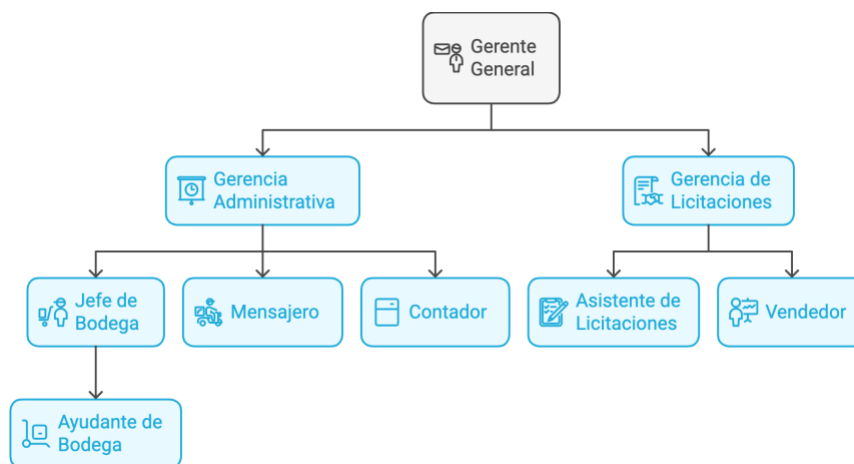 Gerente
General
Gerencia
Administrativa
Gerencia de
Licitaciones
Jefe de
Bodega
Mensajero
Contador
Asistente de
Licitaciones
Vendedor
Ayudante de
Bodega